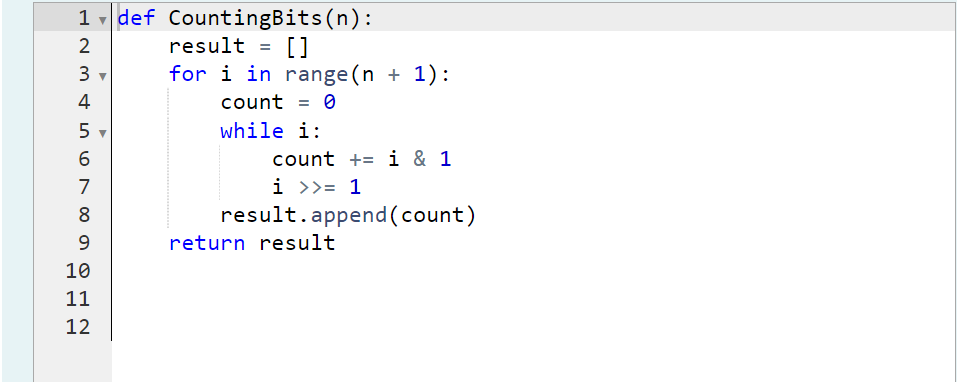 1 def CountingBits(n):
2     result = []
3     for i in range(n + 1):
4         count = 0
5         while i:
6             count += i & 1
7             i >>= 1
8         result.append(count)
9     return result
10
11
12